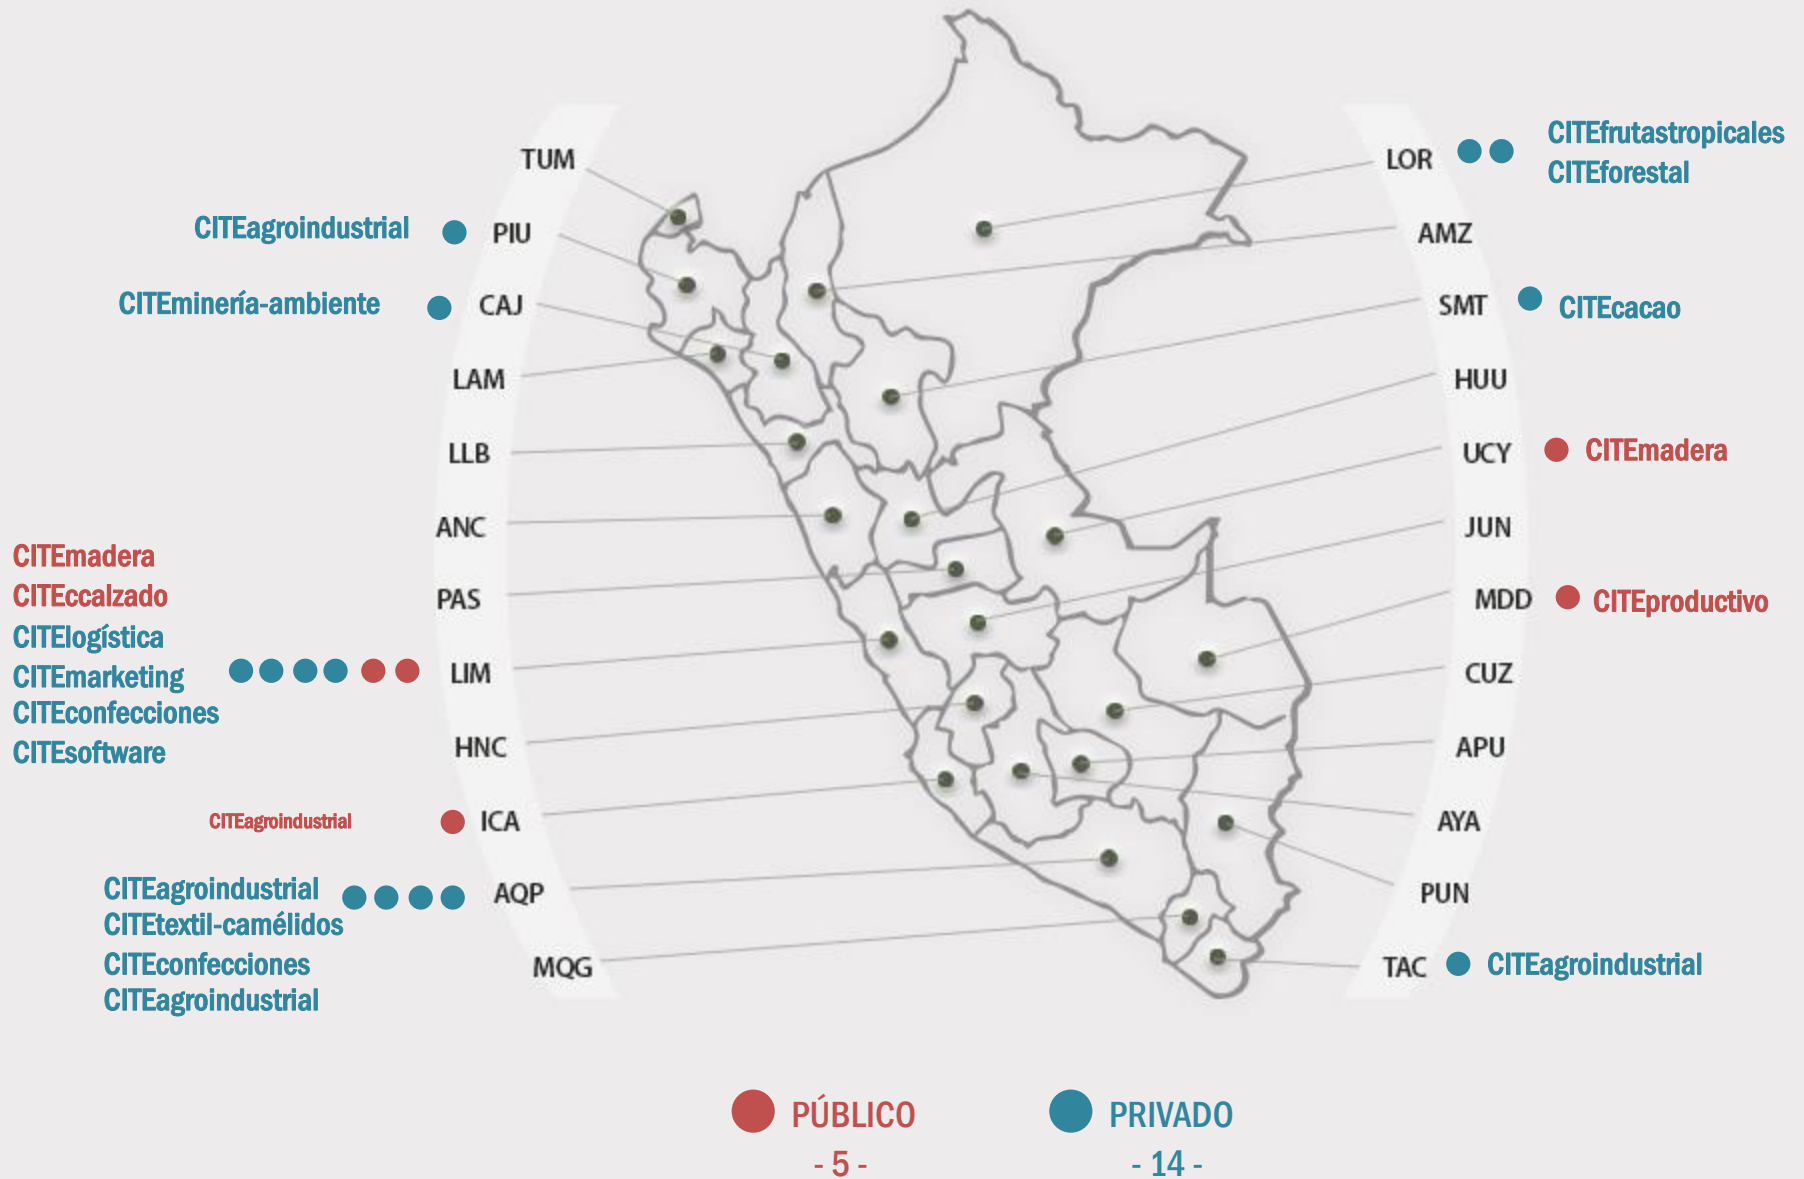 TUM
CITEagroindustrial PIU
CITEminería-ambiente CAJ
LAM
LLB
ANC
PAS
CITEmadera
CITEccalzado
CITElogística
CITEmarketing
CITEconfecciones
CITEsoftware
LIM
HNC
CITEagroindustrial ICA
CITEagroindustrial
CITEtextil-camélidos
CITEconfecciones
CITEagroindustrial
AQP
MQG
LOR
CITEfrutastropicales
CITEforestal
AMZ
SMT CITEcacao
HUU
UCY CITEmadera
JUN
MDD CITEproductivo
CUZ
APU
AYA
PUN
TAC CITEagroindustrial
PÚBLICO
- 5 -
PRIVADO
- 14 -